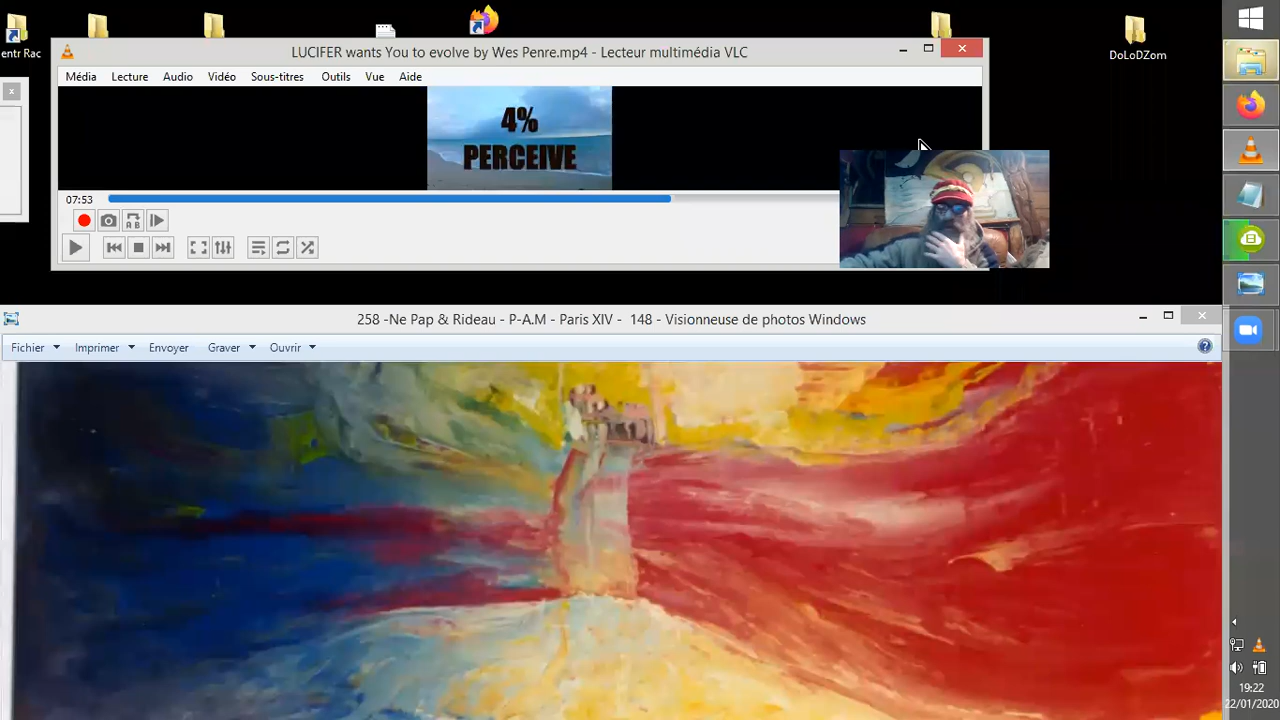 entr Rac
DoLoDZom
LUCIFER wants You to evolve by Wes Penre.mp4 - Lecteur multimédia VLC
x
Média Lecture Audio Vidéo Sous-titres Outils Vue Aide
4%
PERCEIVE
07:53
A B
258 -Ne Pap & Rideau - P-A.M - Paris XIV - 148 - Visionneuse de photos Windows
Fichier Imprimer Envoyer Graver Ouvrir
?
19:22
22/01/2020